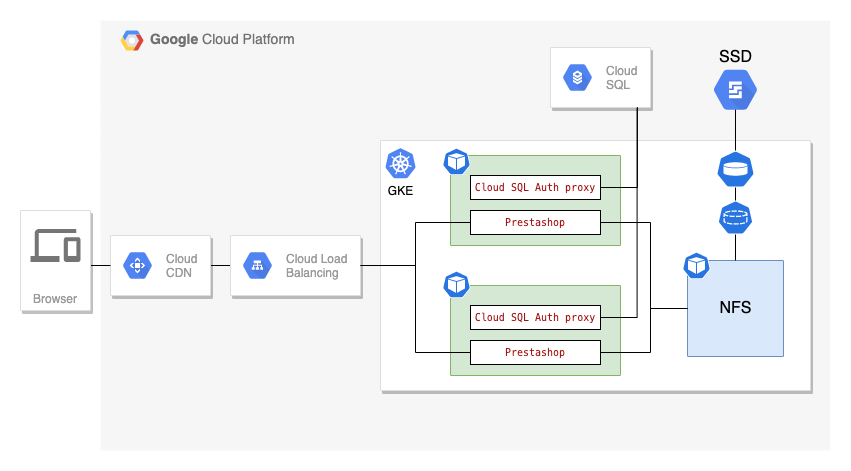 Google Cloud Platform
SSD
Cloud
SQL
GKE
Cloud SQL Auth proxy
Prestashop
Browser
Cloud
CDN
Cloud Load
Balancing
Cloud SQL Auth proxy
Prestashop
NFS